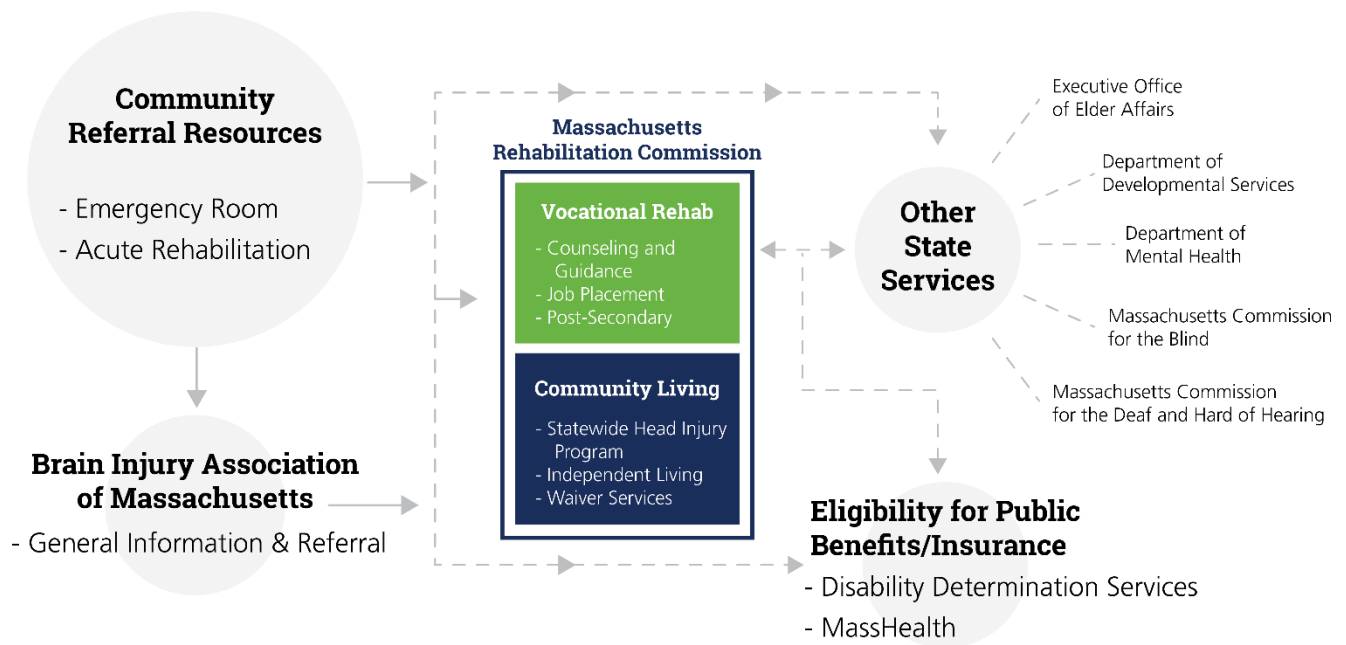 Community
Referral Resources
- Emergency Room
- Acute Rehabilitation
Brain Injury Association
of Massachusetts
- General Information & Referral
Massachusetts
Rehabilitation Commission
Vocational Rehab
- Counseling and
Guidance
- Job Placement
- Post-Secondary
Community Living
- Statewide Head Injury
Program
- Independent Living
- Waiver Services
Other
State
Services
Executive Office
of Elder Affairs
Department of
Developmental Services
Department of
Mental Health
Massachusetts Commission
for the Blind
Massachusetts Commission
for the Deaf and Hard of Hearing
Eligibility for Public
Benefits/Insurance
- Disability Determination Services
- MassHealth